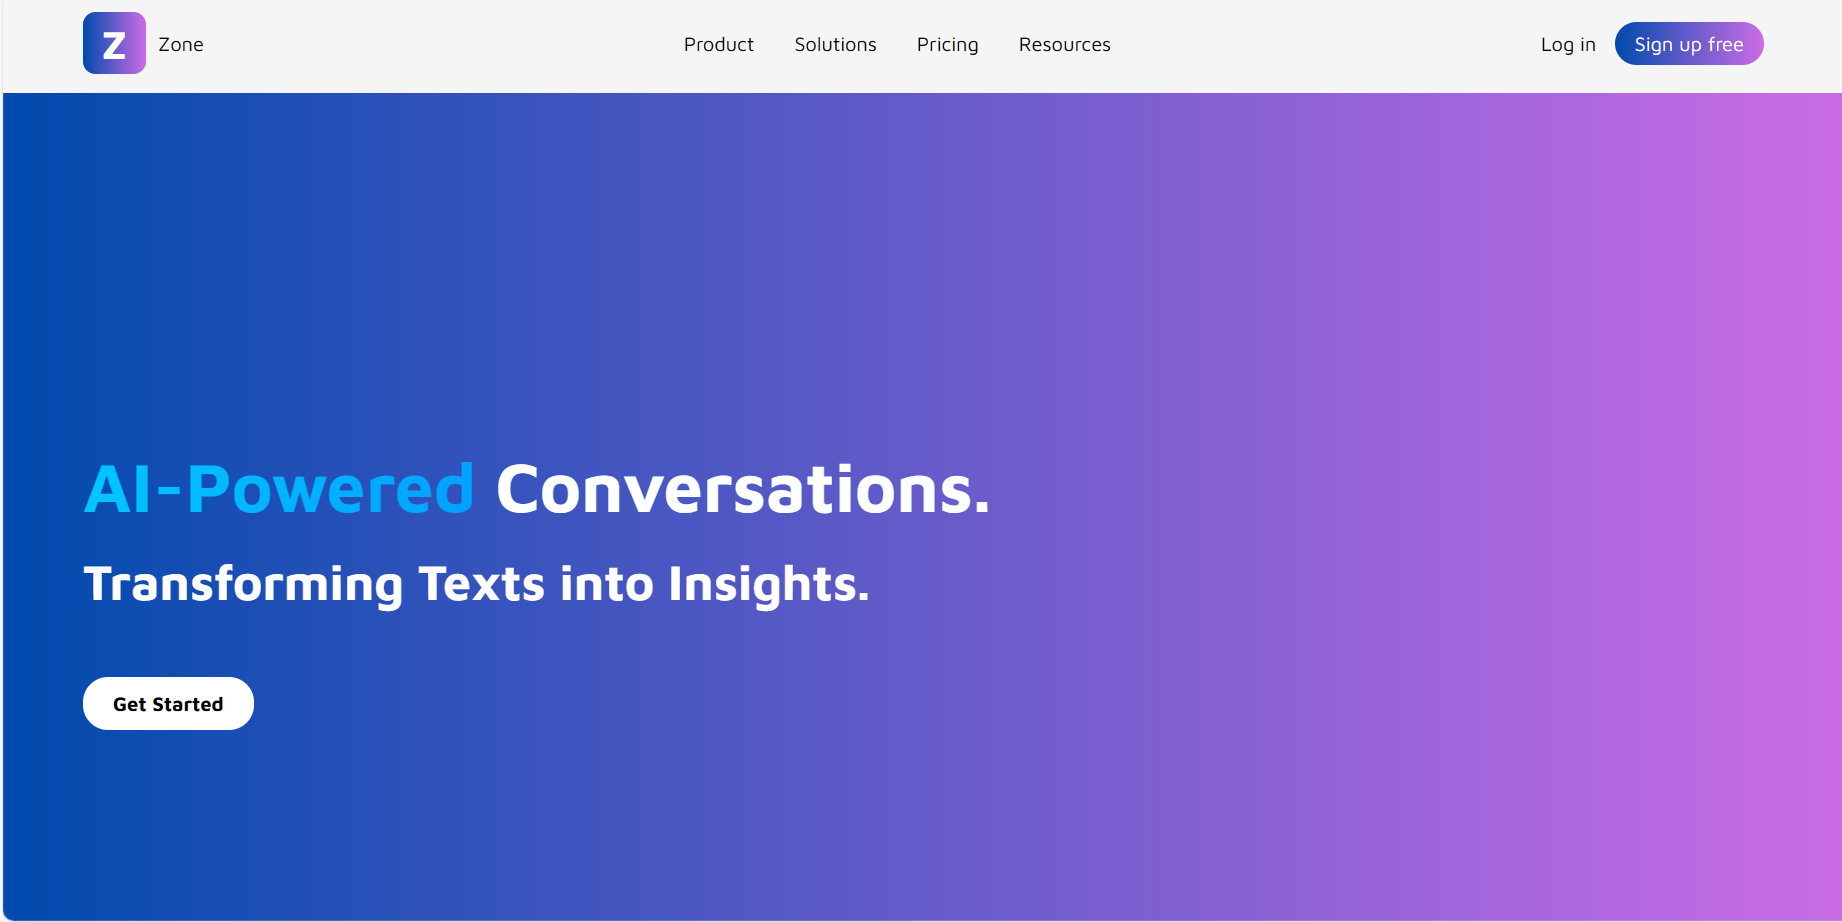 Z Zone Product Solutions Pricing Resources Log in Sign up free
AI-Powered Conversations.
Transforming Texts into Insights.
Get Started